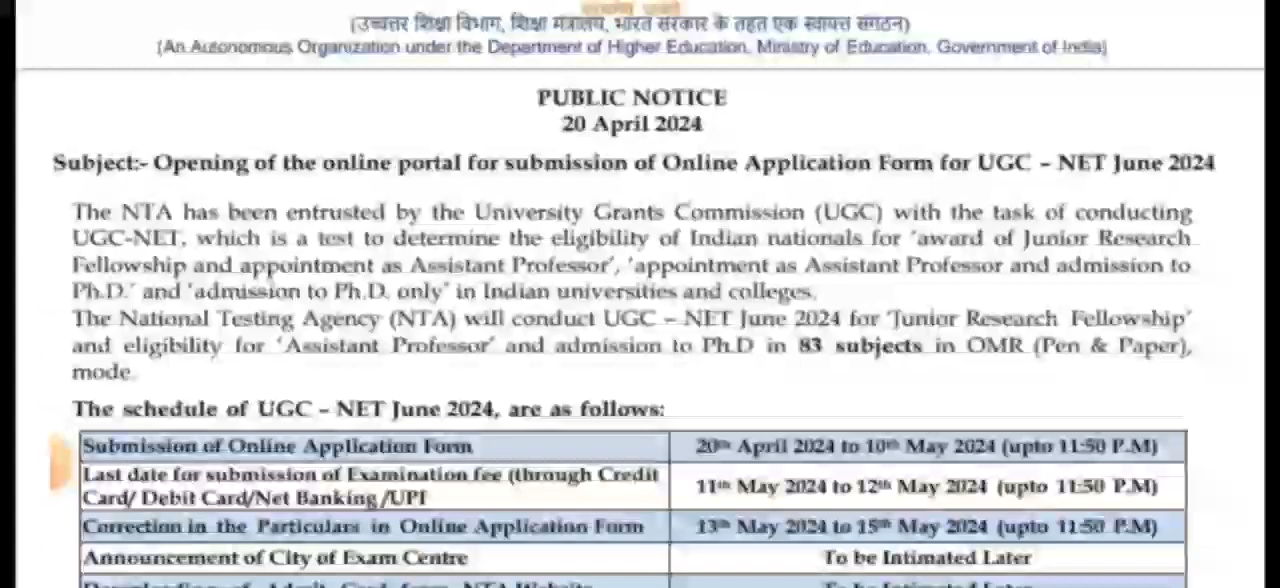 (उच्चतर शिक्षा विभाग, शिक्षा मंत्रालय, भारत सरकार के तहत एक स्वायत्त संगठन)
(An Autonomous Organization under the Department of Higher Education, Ministry of Education, Government of India)
PUBLIC NOTICE
20 April 2024
Subject:- Opening of the online portal for submission of Online Application Form for UGC – NET June 2024
The NTA has been entrusted by the University Grants Commission (UGC) with the task of conducting
UGC-NET, which is a test to determine the eligibility of Indian nationals for 'award of Junior Research
Fellowship and appointment as Assistant Professor', 'appointment as Assistant Professor and admission to
Ph.D.' and 'admission to Ph.D. only' in Indian universities and colleges.
The National Testing Agency (NTA) will conduct UGC – NET June 2024 for 'Junior Research Fellowship'
and eligibility for 'Assistant Professor' and admission to Ph.D in 83 subjects in OMR (Pen & Paper),
mode.
The schedule of UGC – NET June 2024, are as follows:
Submission of Online Application Form 20th April 2024 to 10th May 2024 (upto 11:50 P.M)
Last date for submission of Examination fee (through Credit
Card/ Debit Card/Net Banking /UPI 11th May 2024 to 12th May 2024 (upto 11:50 P.M)
Correction in the Particulars in Online Application Form 13th May 2024 to 15th May 2024 (upto 11:50 P.M)
Announcement of City of Exam Centre To be Intimated Later